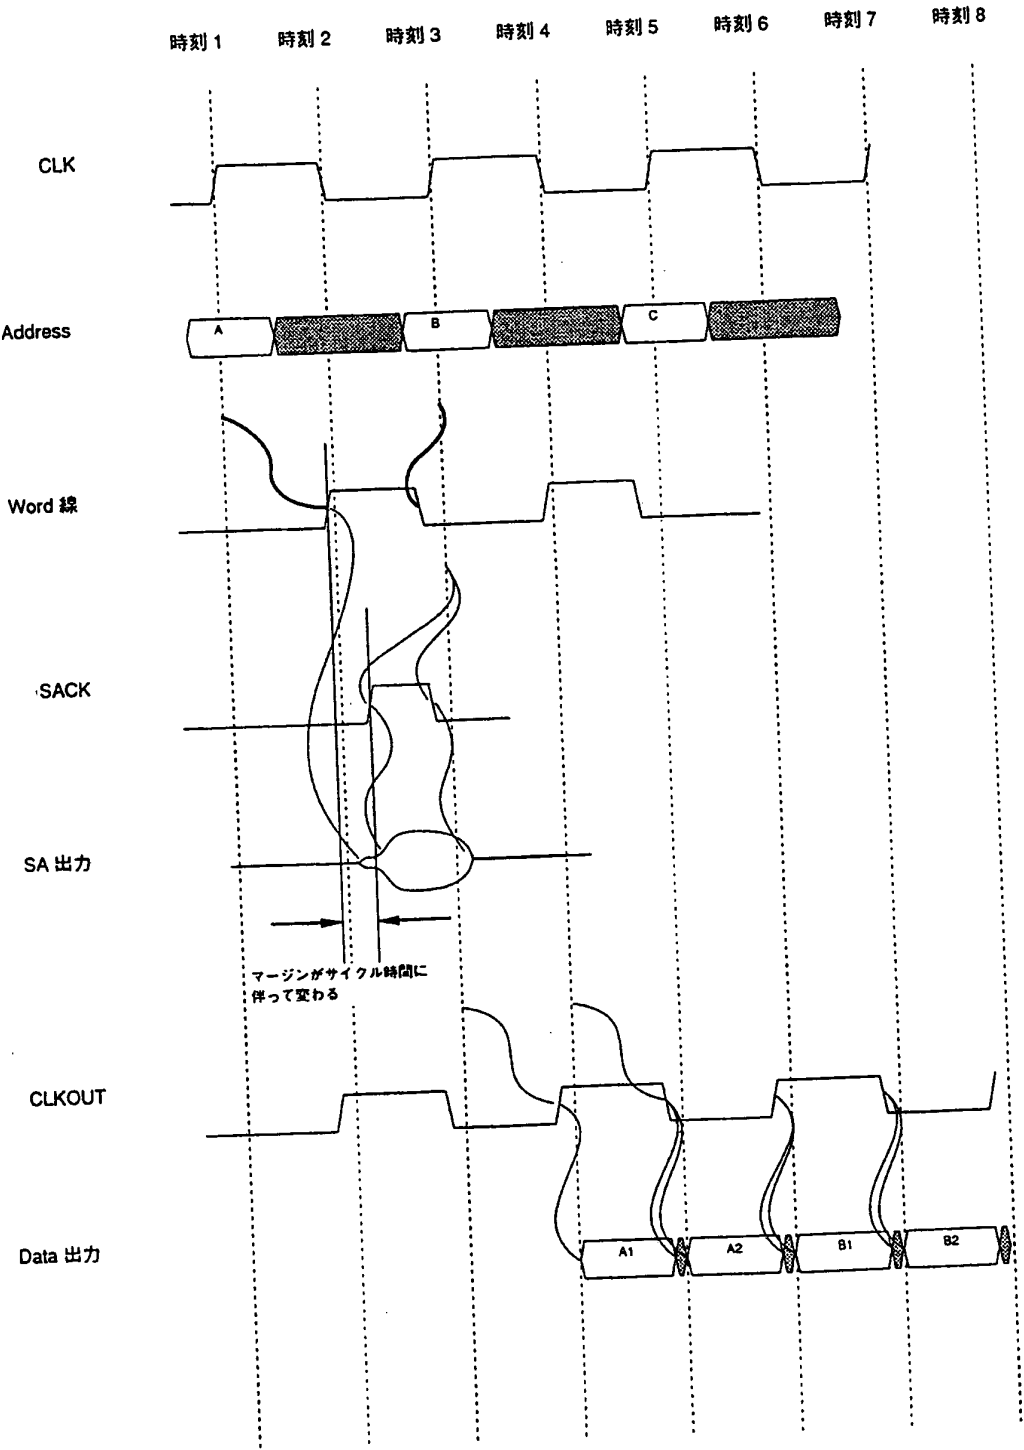 時刻 1 時刻 2 時刻 3 時刻 4 時刻 5 時刻 6 時刻 7 時刻 8
CLK
Address A B C
Word 線
SACK
SA 出力
マージンがサイクル時間に
伴って変わる
CLKOUT
Data 出力 A1 A2 B1 B2